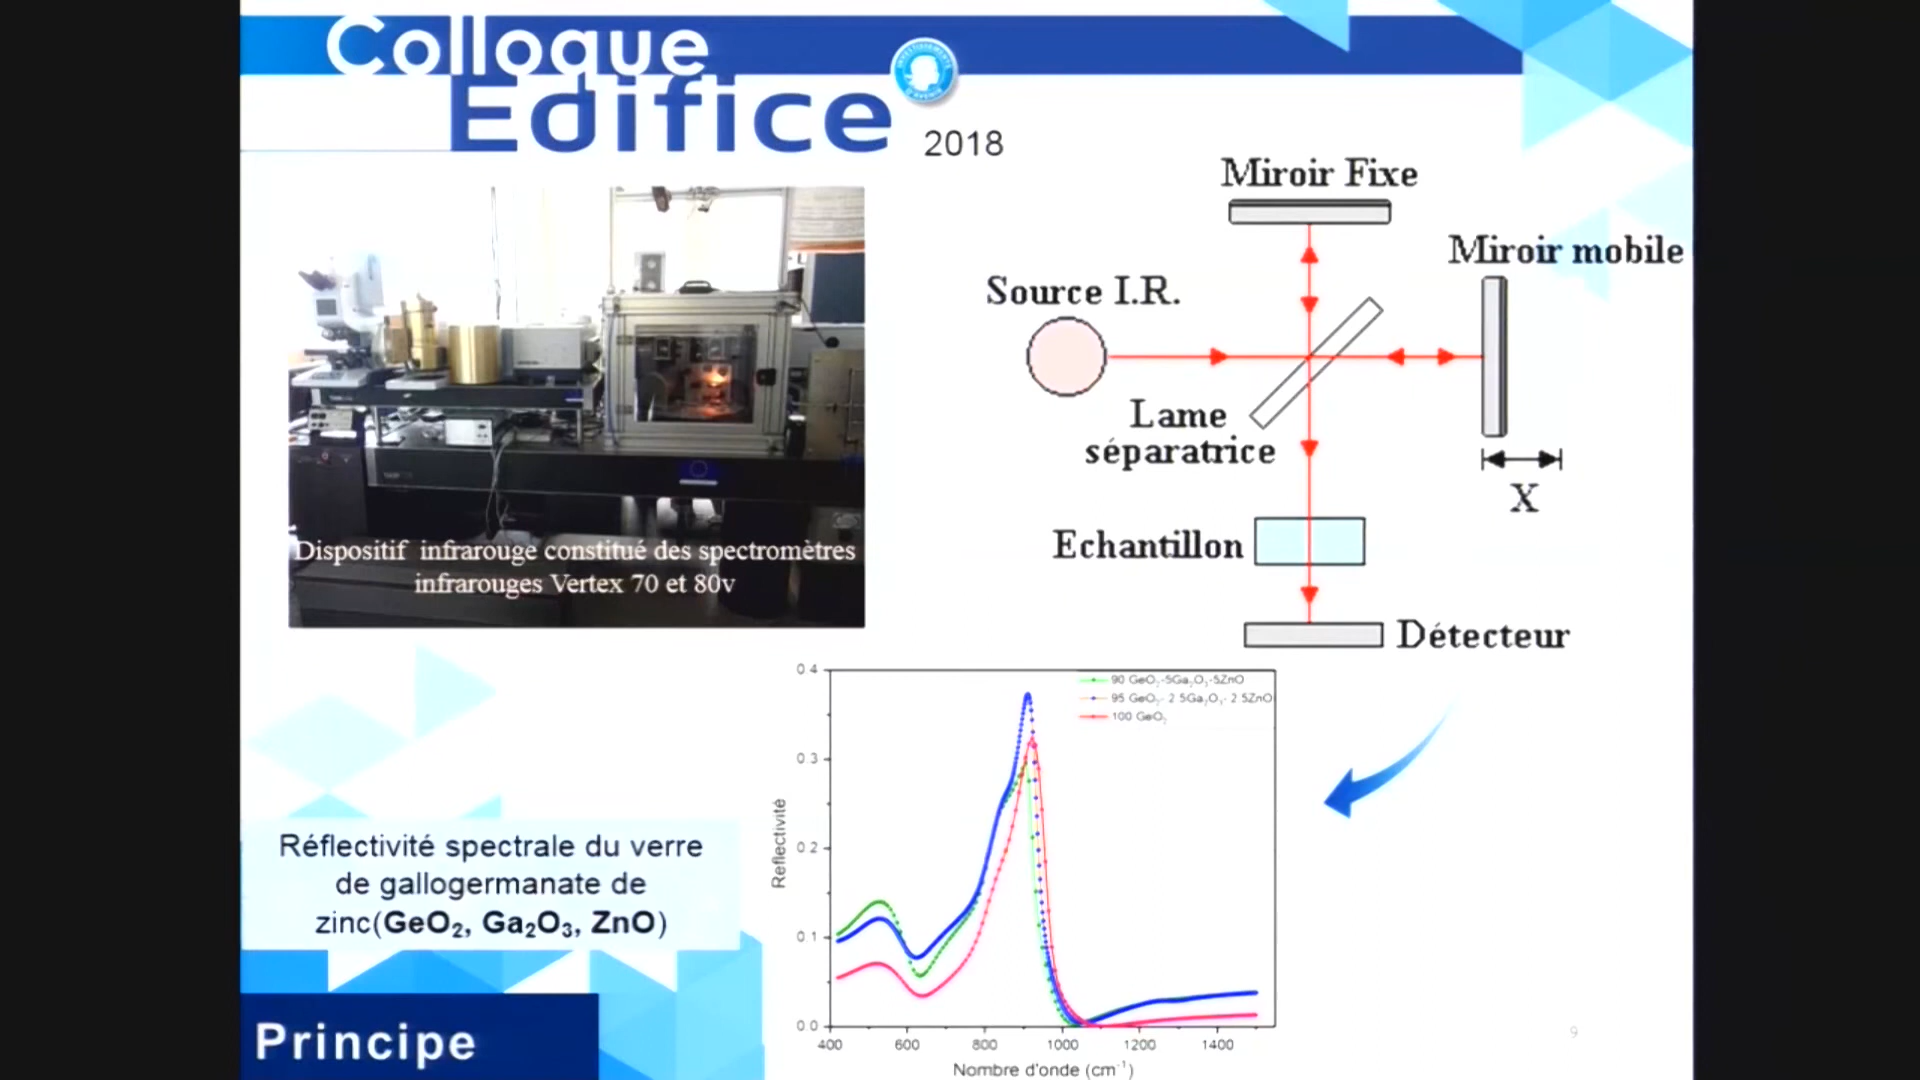 Colloque
Edifice
2018
INVESTISSEMENTS
D'AVENIR
Miroir Fixe
Miroir mobile
Source I.R.
Lame
séparatrice
X
Echantillon
Détecteur
Dispositif infrarouge constitué des spectromètres
infrarouges Vertex 70 et 80v
Réflectivité spectrale du verre
de gallogermanate de
zinc(GeO₂, Ga₂O₃, ZnO)
Principe
90 GeO₂-5Ga₂O₃-5ZnO
95 GeO₂- 2 5Ga₂O₃- 2 5ZnO
100 GeO₂
Reflectivité
0 4
0 3
0 2
0 1
0.0
400 600 800 1000 1200 1400
Nombre d'onde (cm⁻¹)
9